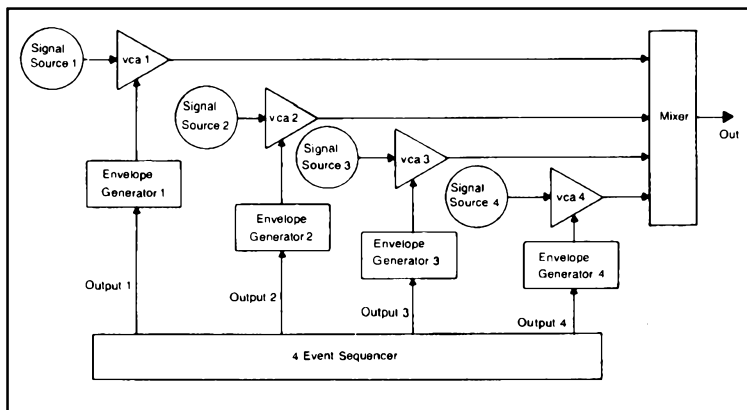 Signal
Source 1
vca 1
Signal
Source 2
vca 2
Signal
Source 3
vca 3
Signal
Source 4
vca 4
Mixer
Out
Envelope
Generator 1
Envelope
Generator 2
Envelope
Generator 3
Envelope
Generator 4
Output 1
Output 2
Output 3
Output 4
4 Event Sequencer